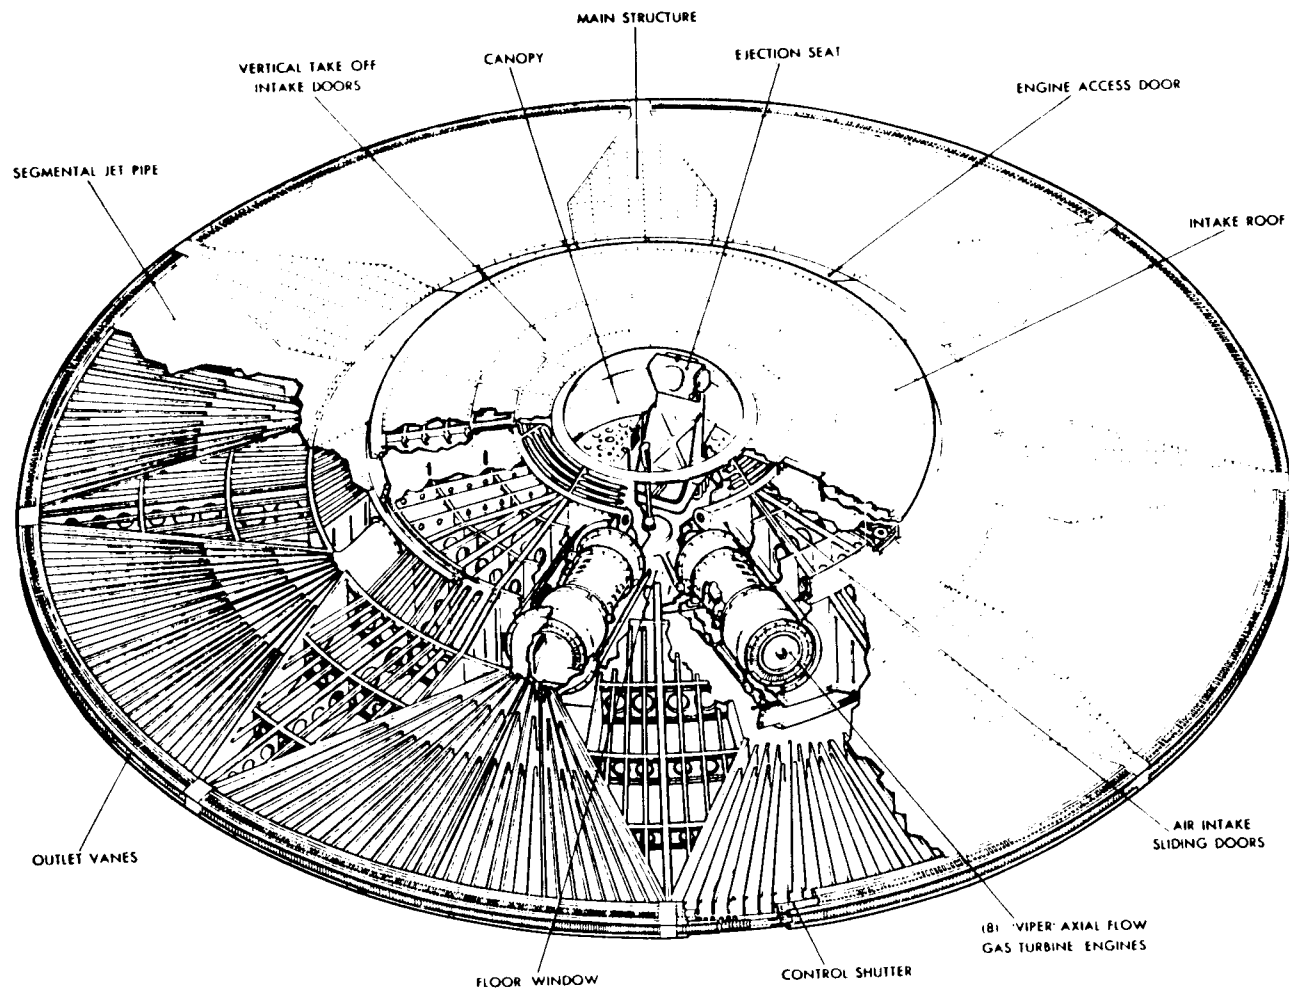 MAIN STRUCTURE
CANOPY
EJECTION SEAT
VERTICAL TAKE OFF
INTAKE DOORS
ENGINE ACCESS DOOR
SEGMENTAL JET PIPE
INTAKE ROOF
AIR INTAKE
SLIDING DOORS
OUTLET VANES
(8) 'VIPER' AXIAL FLOW
GAS TURBINE ENGINES
CONTROL SHUTTER
FLOOR WINDOW